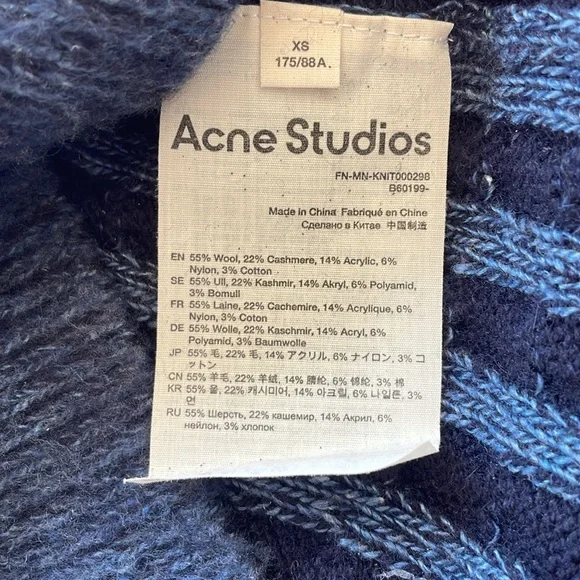 XS
175/88A.
Acne Studios
FN-MN-KNIT000298
B60199-
Made in China Fabriqué en Chine
Сделано в Китае 中国制造
EN 55% Wool, 22% Cashmere, 14% Acrylic, 6%
Nylon, 3% Cotton
SE 55% Ull, 22% Kashmir, 14% Akryl, 6% Polyamid,
3% Bomull
FR 55% Laine, 22% Cachemire, 14% Acrylique, 6%
Nylon, 3% Coton
DE 55% Wolle, 22% Kaschmir, 14% Acryl, 6%
Polyamid, 3% Baumwolle
JP 55% 毛, 22% 毛, 14% アクリル, 6% ナイロン, 3% コ
ットン
CN 55% 羊毛, 22% 羊绒, 14% 腈纶, 6% 锦纶, 3% 棉
KR 55% 울, 22% 캐시미어, 14% 아크릴, 6% 나일론, 3%
면
RU 55% Шерсть, 22% кашемир, 14% Акрил, 6%
нейлон, 3% хлопок